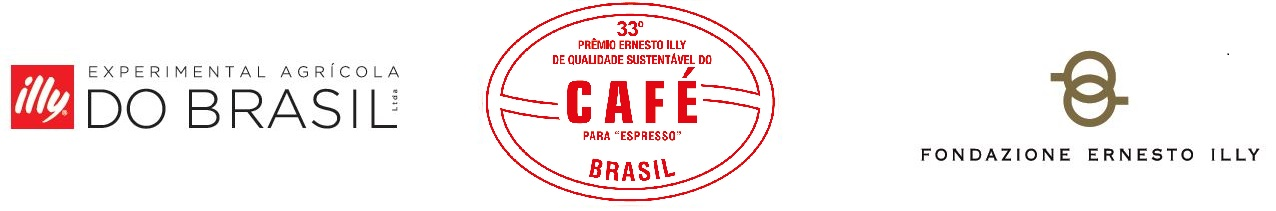 illy
EXPERIMENTAL AGRÍCOLA
DO BRASIL Ltda
33º
PRÊMIO ERNESTO ILLY
DE QUALIDADE SUSTENTÁVEL DO
CAFÉ
PARA "ESPRESSO"
BRASIL
FONDAZIONE ERNESTO ILLY